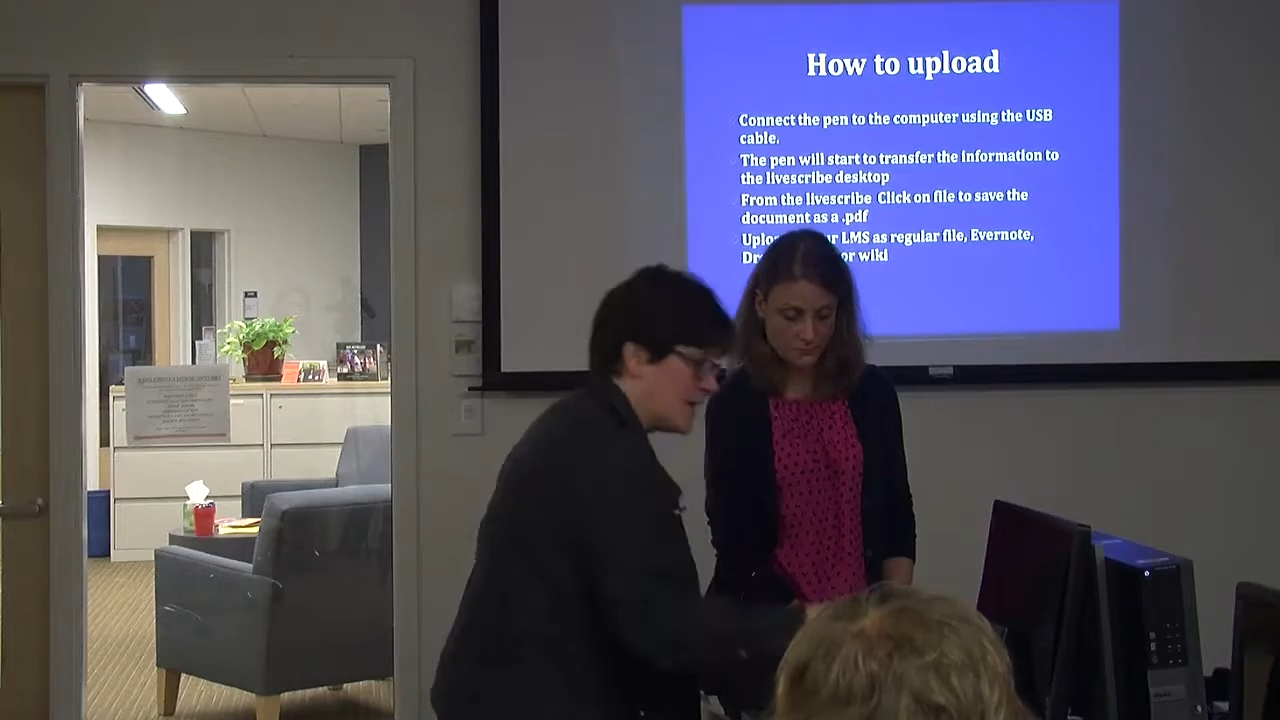 How to upload
Connect the pen to the computer using the USB
cable.
The pen will start to transfer the information to
the livescribe desktop
From the livescribe Click on file to save the
document as a .pdf
LMS as regular file, Evernote,
or wiki